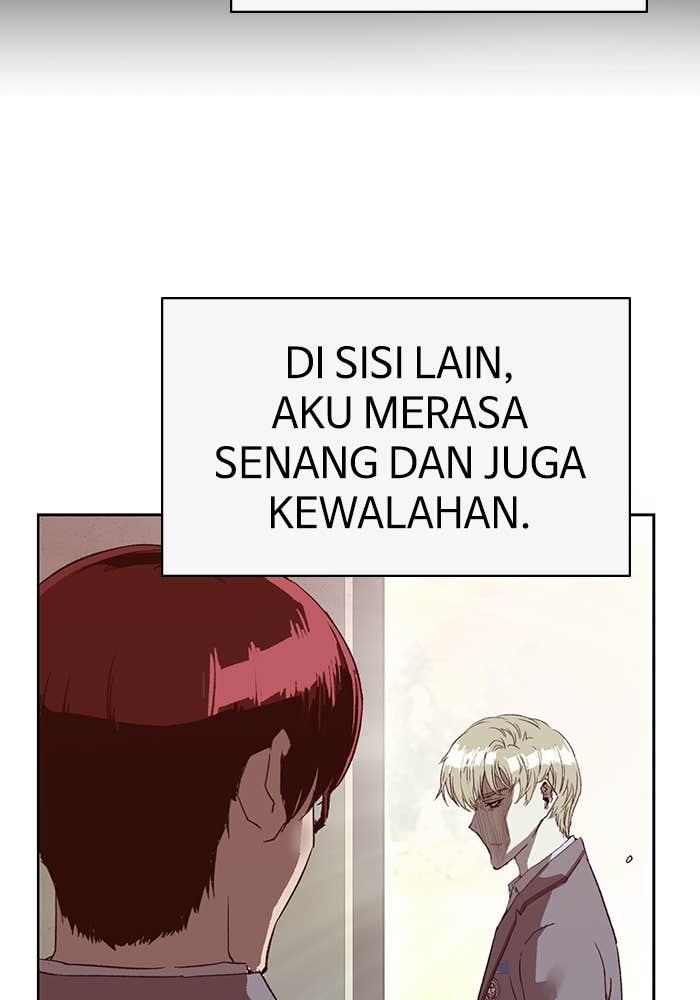 DI SISI LAIN,
AKU MERASA
SENANG DAN JUGA
KEWALAHAN.